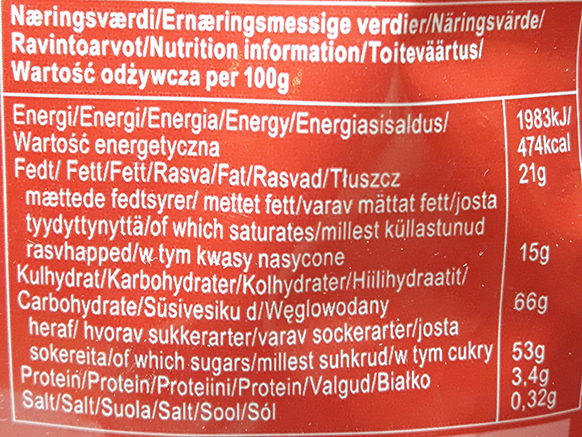 Næringsværdi/Ernæringsmessige verdier/Näringsvärde/
Ravintoarvot/Nutrition information/Toiteväärtus/
Wartość odżywcza per 100g
Energi/Energi/Energia/Energy/Energiasisaldus/ 1983kJ/
Wartość energetyczna 474kcal
Fedt/ Fett/Fett/Rasva/Fat/Rasvad/Tłuszcz 21g
mættede fedtsyrer/ mettet fett/varav mättat fett/josta
tyydyttynyttä/of which saturates/millest küllastunud
rasvhapped/w tym kwasy nasycone 15g
Kulhydrat/Karbohydrater/Kolhydrater/Hiilihydraatit/
Carbohydrate/Süsivesiku d/Węglowodany 66g
heraf/ hvorav sukkerarter/varav sockerarter/josta
sokereita/of which sugars/millest suhkrud/w tym cukry 53g
Protein/Protein/Proteiini/Protein/Valgud/Białko 3,4g
Salt/Salt/Suola/Salt/Sool/Sól 0,32g